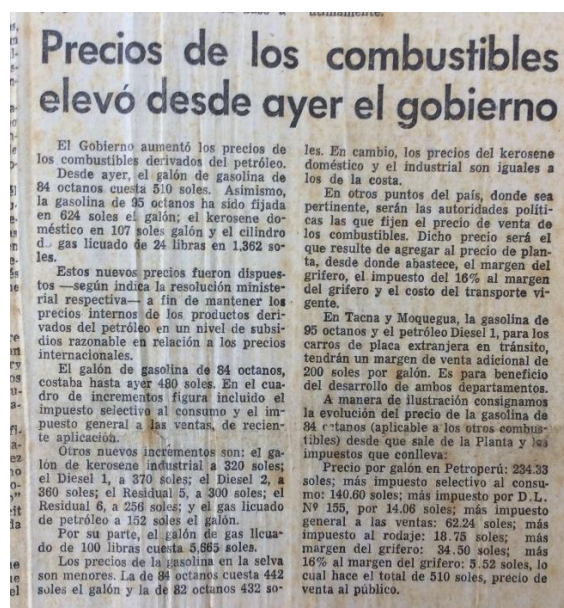 últimamente.
Precios de los combustibles
elevó desde ayer el gobierno
El Gobierno aumentó los precios de
los combustibles derivados del petróleo.
Desde ayer, el galón de gasolina de
84 octanos cuesta 510 soles. Asimismo,
la gasolina de 95 octanos ha sido fijada
en 624 soles el galón; el kerosene do-
méstico en 107 soles galón y el cilindro
de gas licuado de 24 libras en 1,362 so-
les.
Estos nuevos precios fueron dispues-
tos —según indica la resolución ministe-
rial respectiva— a fin de mantener los
precios internos de los productos deri-
vados del petróleo en un nivel de subsi-
dios razonable en relación a los precios
internacionales.
El galón de gasolina de 84 octanos,
costaba hasta ayer 480 soles. En el cua-
dro de incrementos figura incluido el
impuesto selectivo al consumo y el im-
puesto general a las ventas, de recien-
te aplicación.
Otros nuevos incrementos son: el ga-
lón de kerosene industrial a 320 soles;
el Diesel 1, a 370 soles; el Diesel 2, a
360 soles; el Residual 5, a 300 soles; el
Residual 6, a 256 soles; y el gas licuado
de petróleo a 152 soles el galón.
Por su parte, el galón de gas licua-
do de 100 libras cuesta 5,665 soles.
Los precios de la gasolina en la selva
son menores. La de 84 octanos cuesta 442
soles el galón y la de 82 octanos 432 so-
les. En cambio, los precios del kerosene
doméstico y el industrial son iguales a
los de la costa.
En otros puntos del país, donde sea
pertinente, serán las autoridades políti-
cas las que fijen el precio de venta de
los combustibles. Dicho precio será el
que resulte de agregar al precio de plan-
ta, desde donde abastece, el margen del
grifero, el impuesto del 16% al margen
del grifero y el costo del transporte vi-
gente.
En Tacna y Moquegua, la gasolina de
95 octanos y el petróleo Diesel 1, para los
carros de placa extranjera en tránsito,
tendrán un margen de venta adicional de
200 soles por galón. Es para beneficio
del desarrollo de ambos departamentos.
A manera de ilustración consignamos
la evolución del precio de la gasolina de
84 octanos (aplicable a los otros combus-
tibles) desde que sale de la Planta y los
impuestos que conlleva:
Precio por galón en Petroperú: 234.33
soles; más impuesto selectivo al consu-
mo: 140.60 soles; más impuesto por D.L.
Nº 155, por 14.06 soles; más impuesto
general a las ventas: 62.24 soles; más
impuesto al rodaje: 18.75 soles; más
margen del grifero: 34.50 soles; más
16% al margen del grifero: 5.52 soles, lo
cual hace el total de 510 soles, precio de
venta al público.